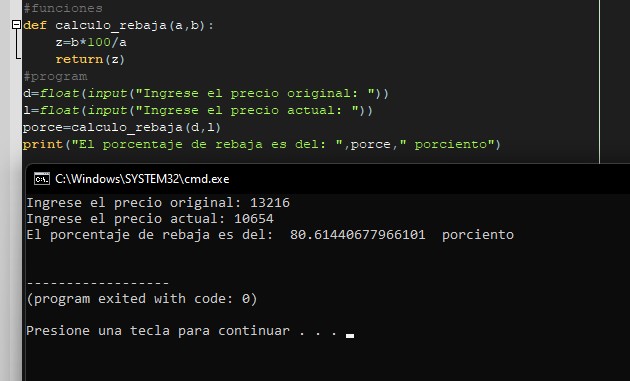 #funciones
def calculo_rebaja(a,b):
z=b*100/a
return(z)
#program
d=float(input("Ingrese el precio original: "))
l=float(input("Ingrese el precio actual: "))
porce=calculo_rebaja(d,l)
print("El porcentaje de rebaja es del: ",porce," porciento")
C:\Windows\SYSTEM32\cmd.exe
Ingrese el precio original: 13216
Ingrese el precio actual: 10654
El porcentaje de rebaja es del:  80.61440677966101  porciento
------------------
(program exited with code: 0)
Presione una tecla para continuar . . .